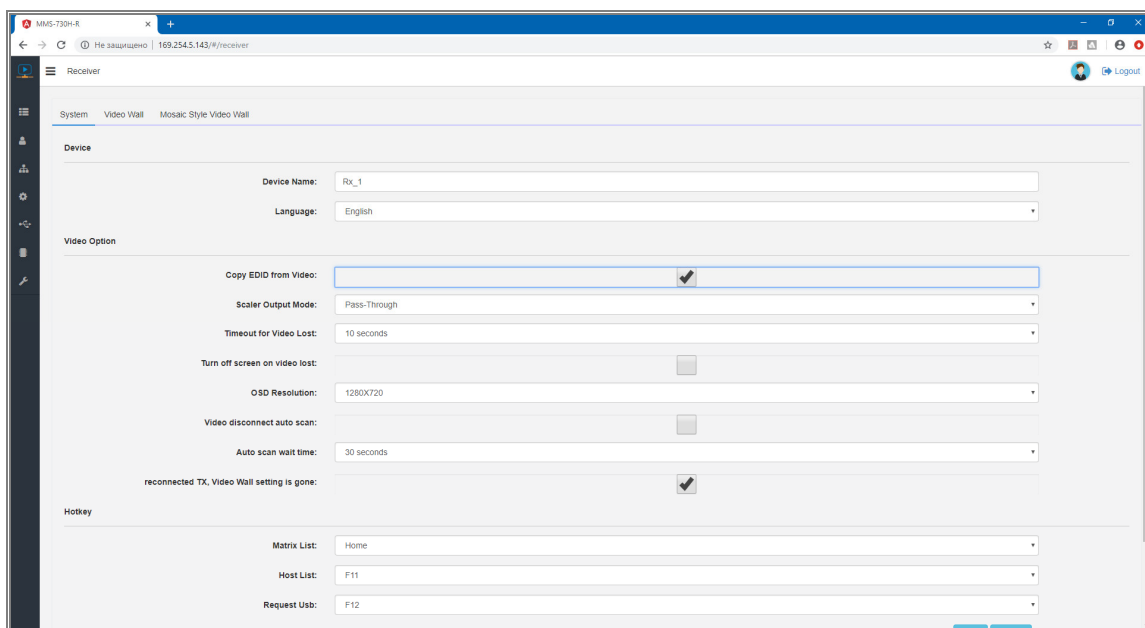 MMS-730H-R
Не защищено | 169.254.5.143/#/receiver
Receiver
Logout
System Video Wall Mosaic Style Video Wall
Device
Device Name: Rx_1
Language: English
Video Option
Copy EDID from Video:
Scaler Output Mode: Pass-Through
Timeout for Video Lost: 10 seconds
Turn off screen on video lost:
OSD Resolution: 1280X720
Video disconnect auto scan:
Auto scan wait time: 30 seconds
reconnected TX, Video Wall setting is gone:
Hotkey
Matrix List: Home
Host List: F11
Request Usb: F12